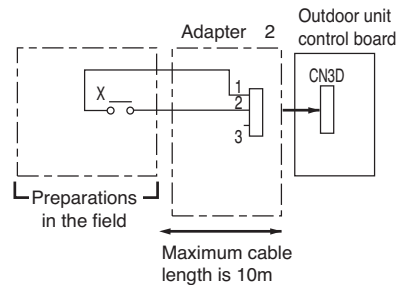 Adapter 2
Outdoor unit
control board
X
1
2
3
CN3D
Preparations
in the field
Maximum cable
length is 10m